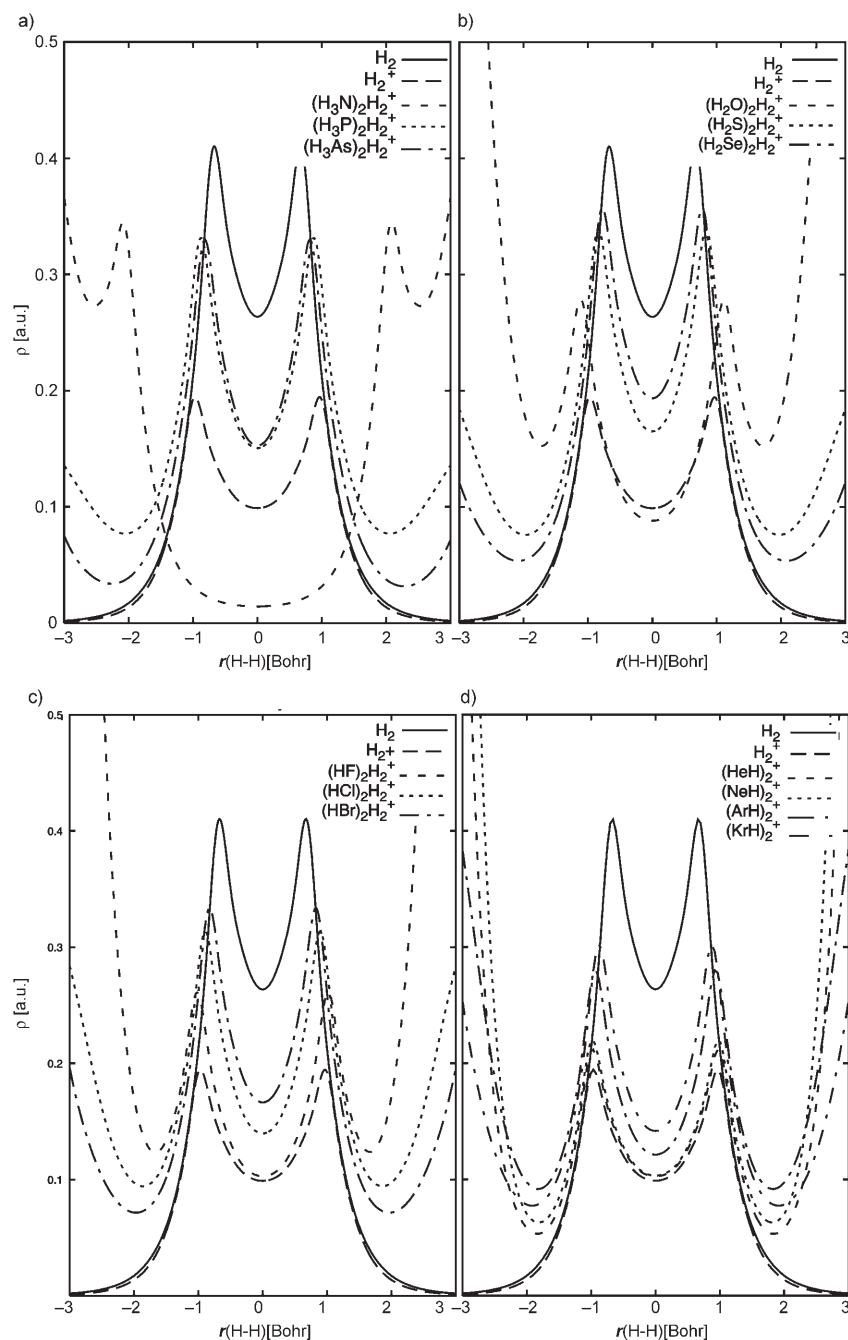 a)
0.5
0.4
0.3
0.2
0.1
0
ρ [a.u.]
H2
H2+
(H3N)2H2+
(H3P)2H2+
(H3As)2H2+
−3 −2 −1 0 1 2 3
r(H-H)[Bohr]
b)
H2
H2+
(H2O)2H2+
(H2S)2H2+
(H2Se)2H2+
−3 −2 −1 0 1 2 3
r(H-H)[Bohr]
c)
0.5
0.4
0.3
0.2
0.1
ρ [a.u.]
H2
H2+
(HF)2H2+
(HCl)2H2+
(HBr)2H2+
−3 −2 −1 0 1 2 3
r(H-H)[Bohr]
d)
H2
H2+
(HeH)2+
(NeH)2+
(ArH)2+
(KrH)2+
−3 −2 −1 0 1 2 3
r(H-H)[Bohr]